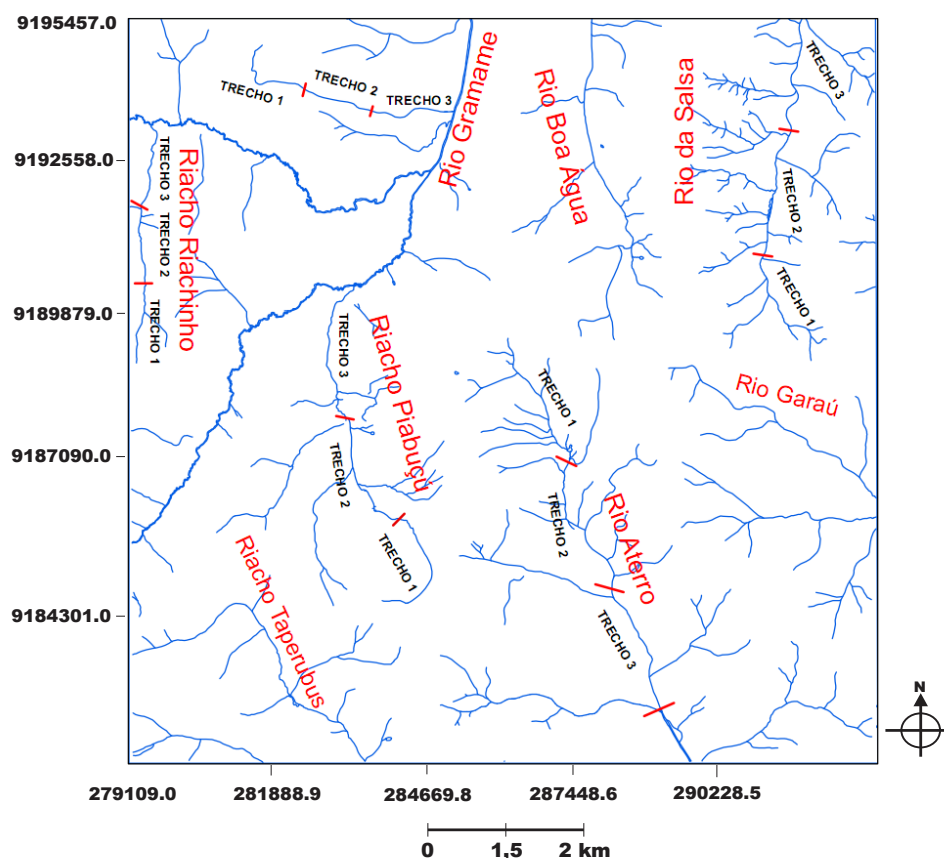 9195457.0
9192558.0
9189879.0
9187090.0
9184301.0
TRECHO 1
TRECHO 2
TRECHO 3
Rio Gramame
Rio Boa Água
Rio da Salsa
TRECHO 3
TRECHO 2
TRECHO 1
TRECHO 3
TRECHO 2
TRECHO 1
Riacho Riachinho
TRECHO 3
TRECHO 2
TRECHO 1
Riacho Piabuçú
TRECHO 1
TRECHO 2
TRECHO 3
Rio Aterro
Rio Garaú
Riacho Taperubus
N
279109.0
281888.9
284669.8
287448.6
290228.5
0
1,5
2 km